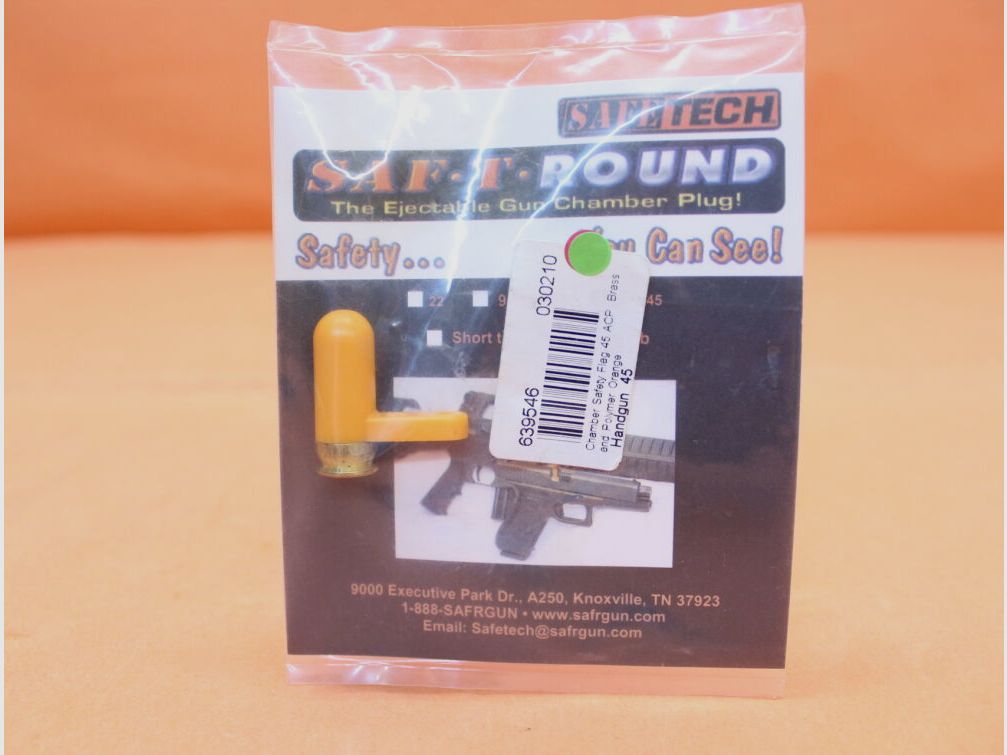 SAFETECH
SAF·T·ROUND
The Ejectable Gun Chamber Plug!
Safety... You Can See!
22 9 45
Short
030210
639546
Chamber Safety Flag 45 ACP Brass
and Polymer Orange
Handgun 45
9000 Executive Park Dr., A250, Knoxville, TN 37923
1-888-SAFRGUN • www.safrgun.com
Email: Safetech@safrgun.com